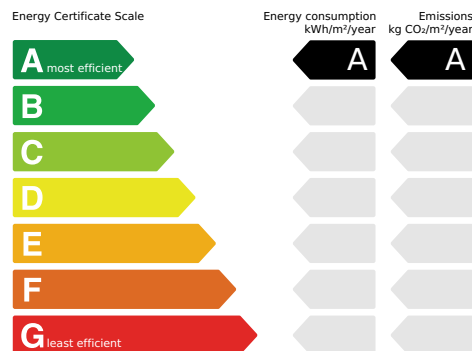 Energy Certificate Scale
Energy consumption
kWh/m²/year
Emissions
kg CO₂/m²/year
A most efficient
A
A
B
C
D
E
F
G least efficient